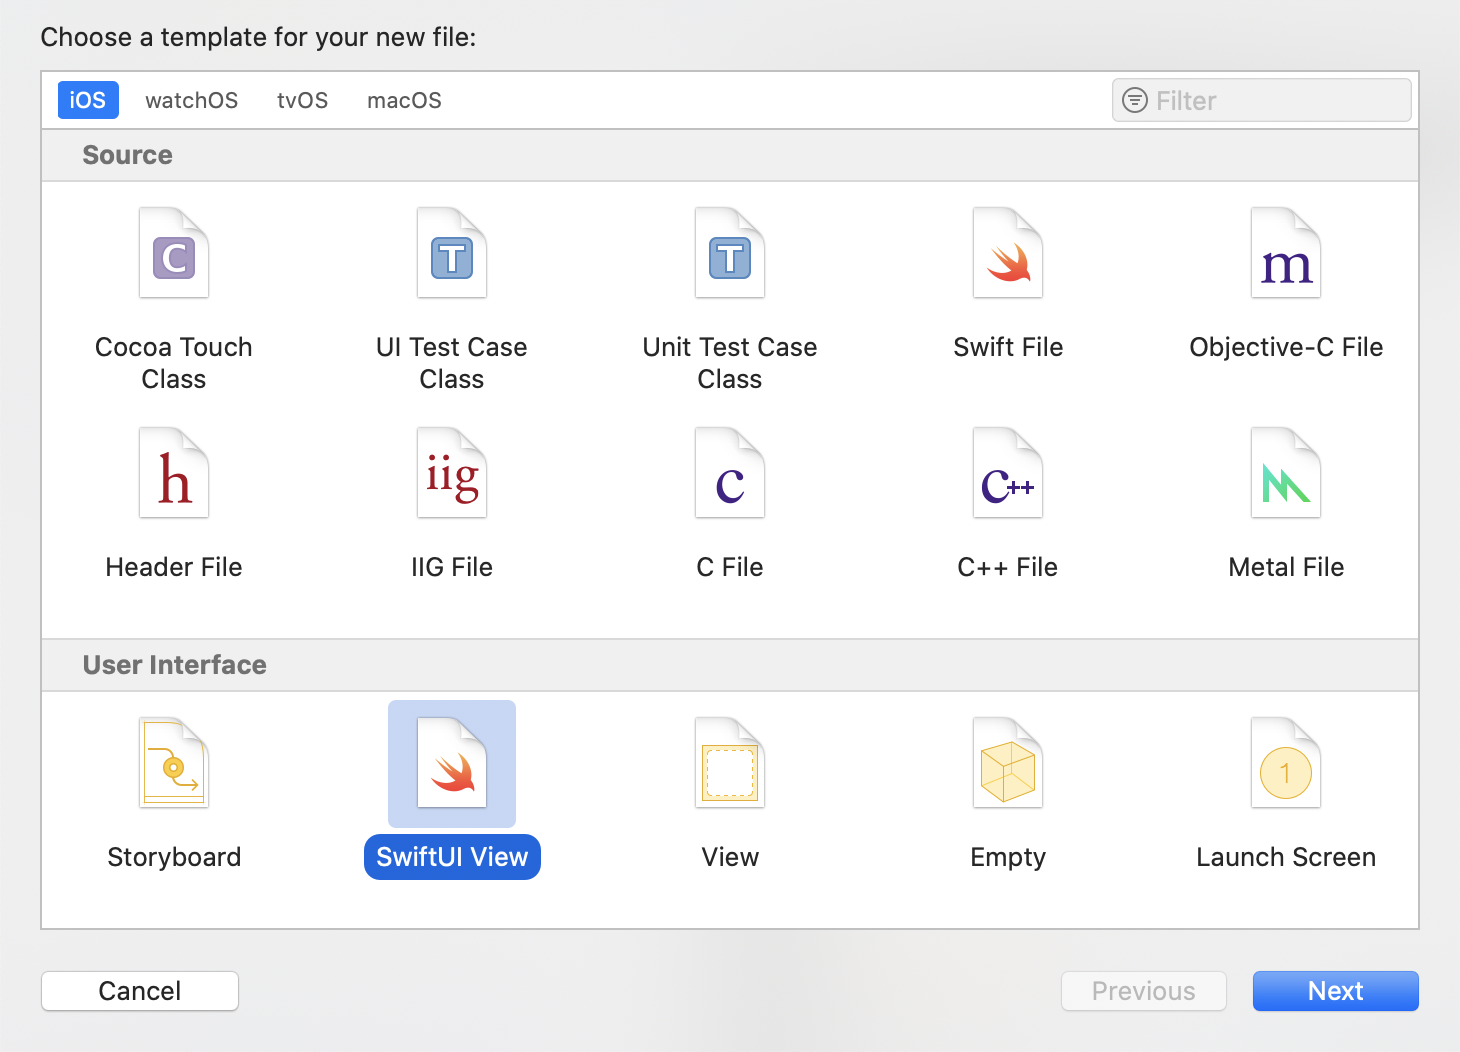 Choose a template for your new file:
iOS watchOS tvOS macOS Filter
Source
C T T m
Cocoa Touch Class
UI Test Case Class
Unit Test Case Class
Swift File
Objective-C File
h iig c C++
Header File
IIG File
C File
C++ File
Metal File
User Interface
1
Storyboard
SwiftUI View
View
Empty
Launch Screen
Cancel Previous Next